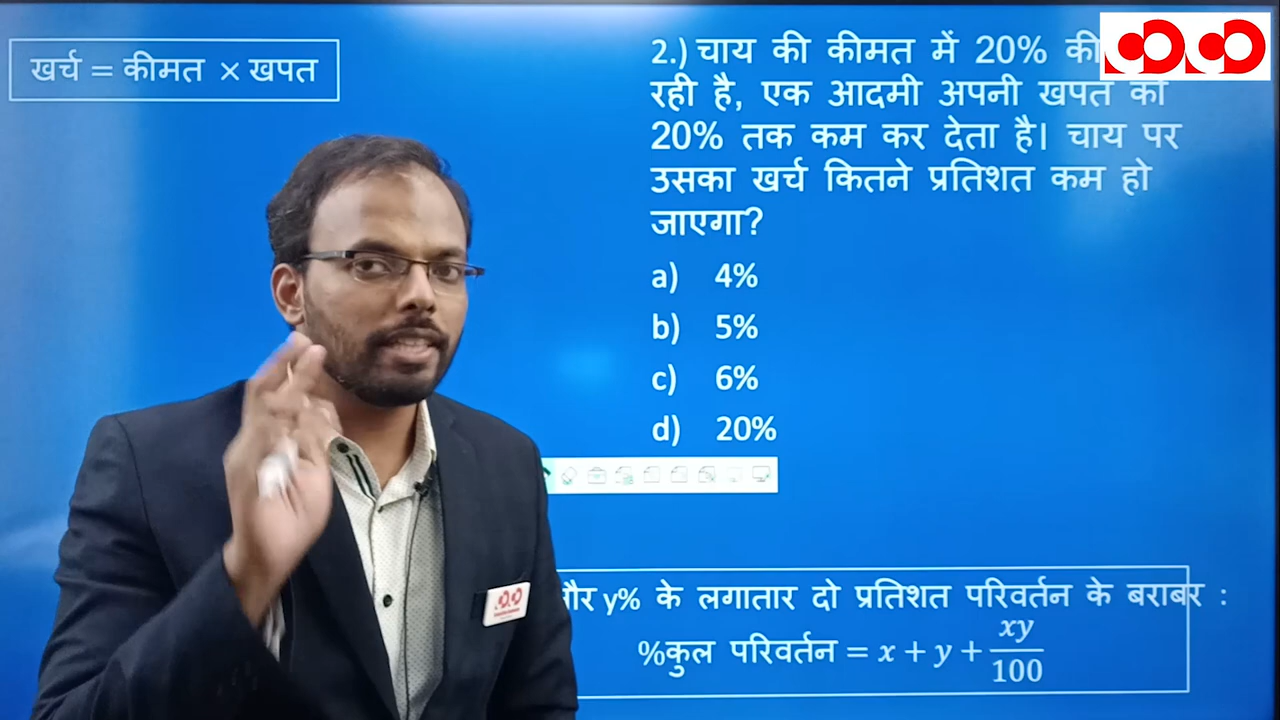 खर्च = कीमत × खपत
2.) चाय की कीमत में 20% की
रही है, एक आदमी अपनी खपत को
20% तक कम कर देता है। चाय पर
उसका खर्च कितने प्रतिशत कम हो
जाएगा?
a) 4%
b) 5%
c) 6%
d) 20%
और y% के लगातार दो प्रतिशत परिवर्तन के बराबर :
%कुल परिवर्तन = x + y + xy/100